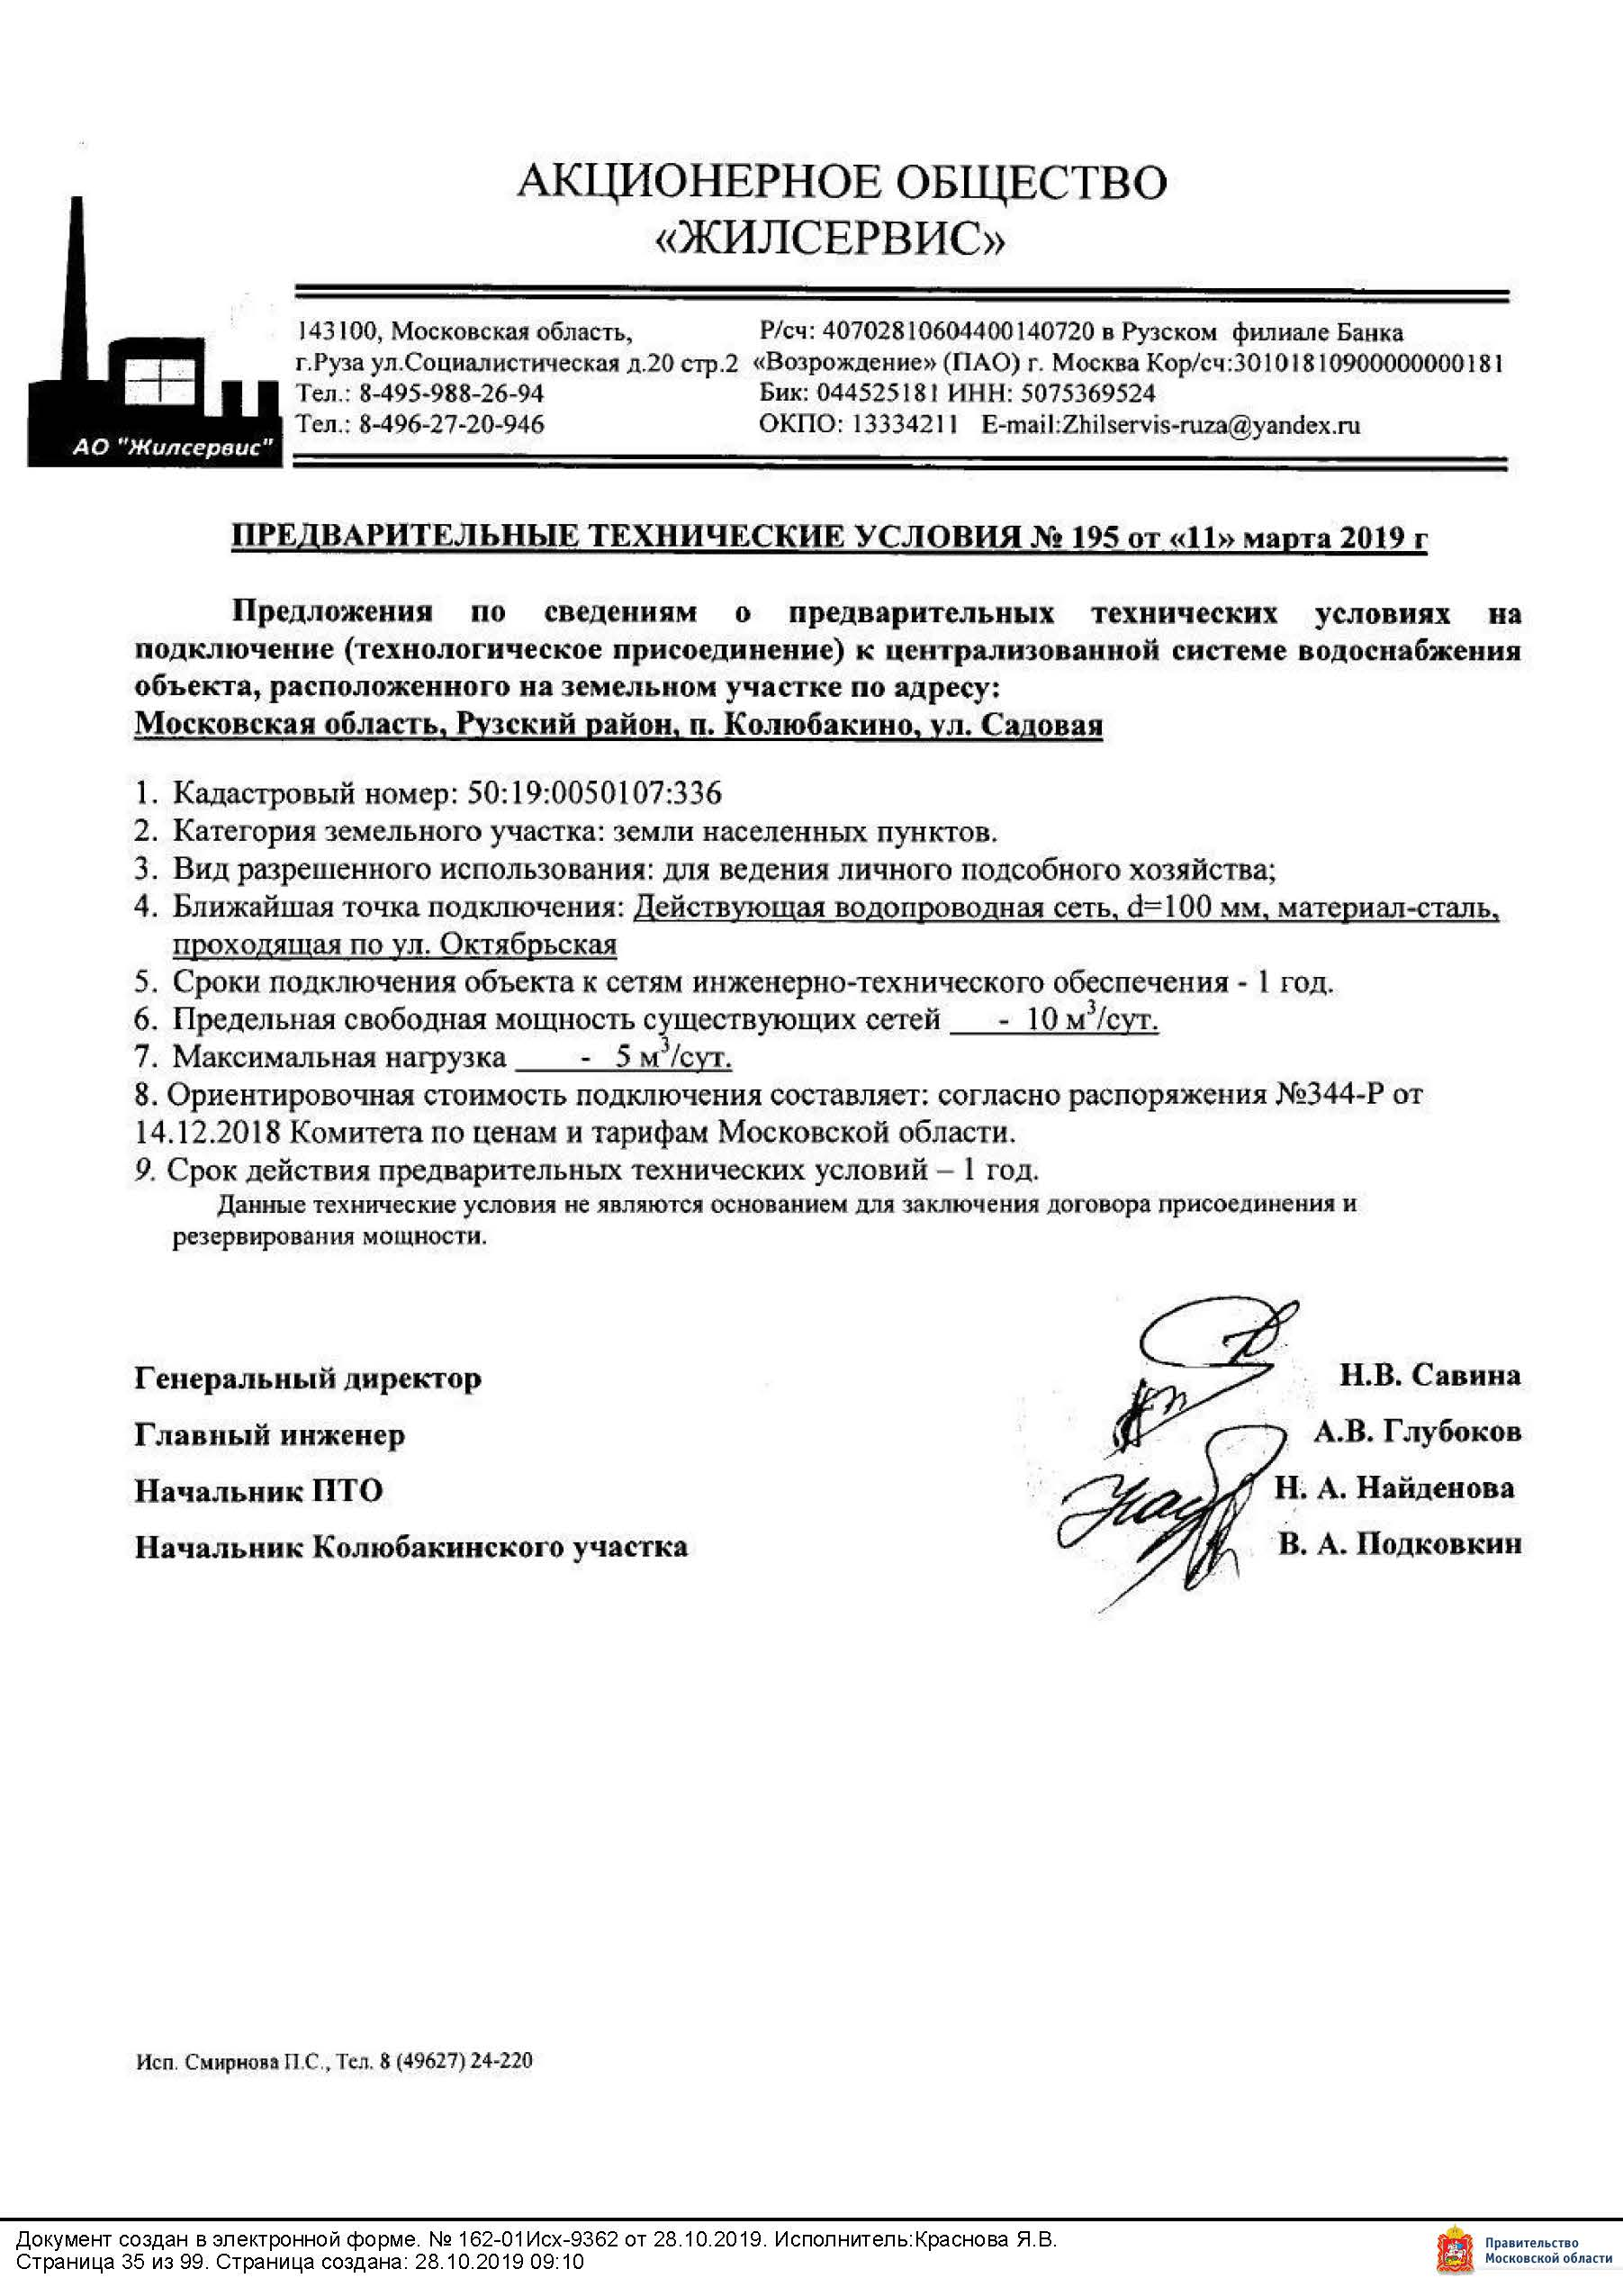 АКЦИОНЕРНОЕ ОБЩЕСТВО
«ЖИЛСЕРВИС»
АО "Жилсервис"
143100, Московская область,
г.Руза ул.Социалистическая д.20 стр.2
Тел.: 8-495-988-26-94
Тел.: 8-496-27-20-946
Р/сч: 40702810604400140720 в Рузском филиале Банка
«Возрождение» (ПАО) г. Москва Кор/сч:30101810900000000181
Бик: 044525181 ИНН: 5075369524
ОКПО: 13334211 E-mail:Zhilservis-ruza@yandex.ru
ПРЕДВАРИТЕЛЬНЫЕ ТЕХНИЧЕСКИЕ УСЛОВИЯ № 195 от «11» марта 2019 г
Предложения по сведениям о предварительных технических условиях на
подключение (технологическое присоединение) к централизованной системе водоснабжения
объекта, расположенного на земельном участке по адресу:
Московская область, Рузский район, п. Колюбакино, ул. Садовая
1. Кадастровый номер: 50:19:0050107:336
2. Категория земельного участка: земли населенных пунктов.
3. Вид разрешенного использования: для ведения личного подсобного хозяйства;
4. Ближайшая точка подключения: Действующая водопроводная сеть, d=100 мм, материал-сталь,
проходящая по ул. Октябрьская
5. Сроки подключения объекта к сетям инженерно-технического обеспечения - 1 год.
6. Предельная свободная мощность существующих сетей - 10 м³/сут.
7. Максимальная нагрузка - 5 м³/сут.
8. Ориентировочная стоимость подключения составляет: согласно распоряжения №344-Р от
14.12.2018 Комитета по ценам и тарифам Московской области.
9. Срок действия предварительных технических условий – 1 год.
Данные технические условия не являются основанием для заключения договора присоединения и
резервирования мощности.
Генеральный директор Н.В. Савина
Главный инженер А.В. Глубоков
Начальник ПТО Н. А. Найденова
Начальник Колюбакинского участка В. А. Подковкин
Исп. Смирнова П.С., Тел. 8 (49627) 24-220
Документ создан в электронной форме. № 162-01Исх-9362 от 28.10.2019. Исполнитель:Краснова Я.В.
Страница 35 из 99. Страница создана: 28.10.2019 09:10
Правительство
Московской области